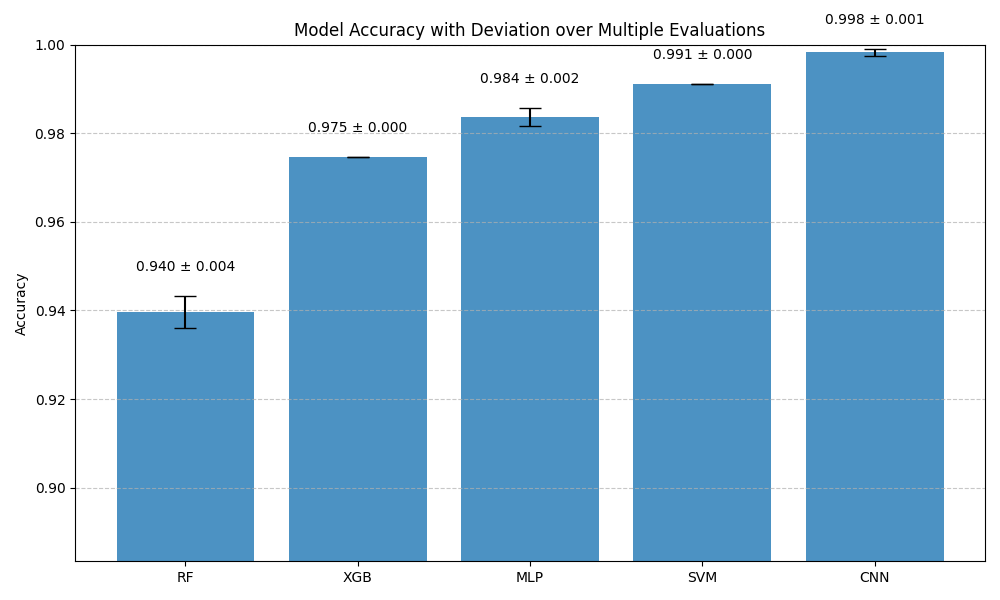 0.998 ± 0.001
Model Accuracy with Deviation over Multiple Evaluations
1.00
0.991 ± 0.000
0.984 ± 0.002
0.98
0.975 ± 0.000
0.96
0.940 ± 0.004
0.94
Accuracy
0.92
0.90
RF XGB MLP SVM CNN